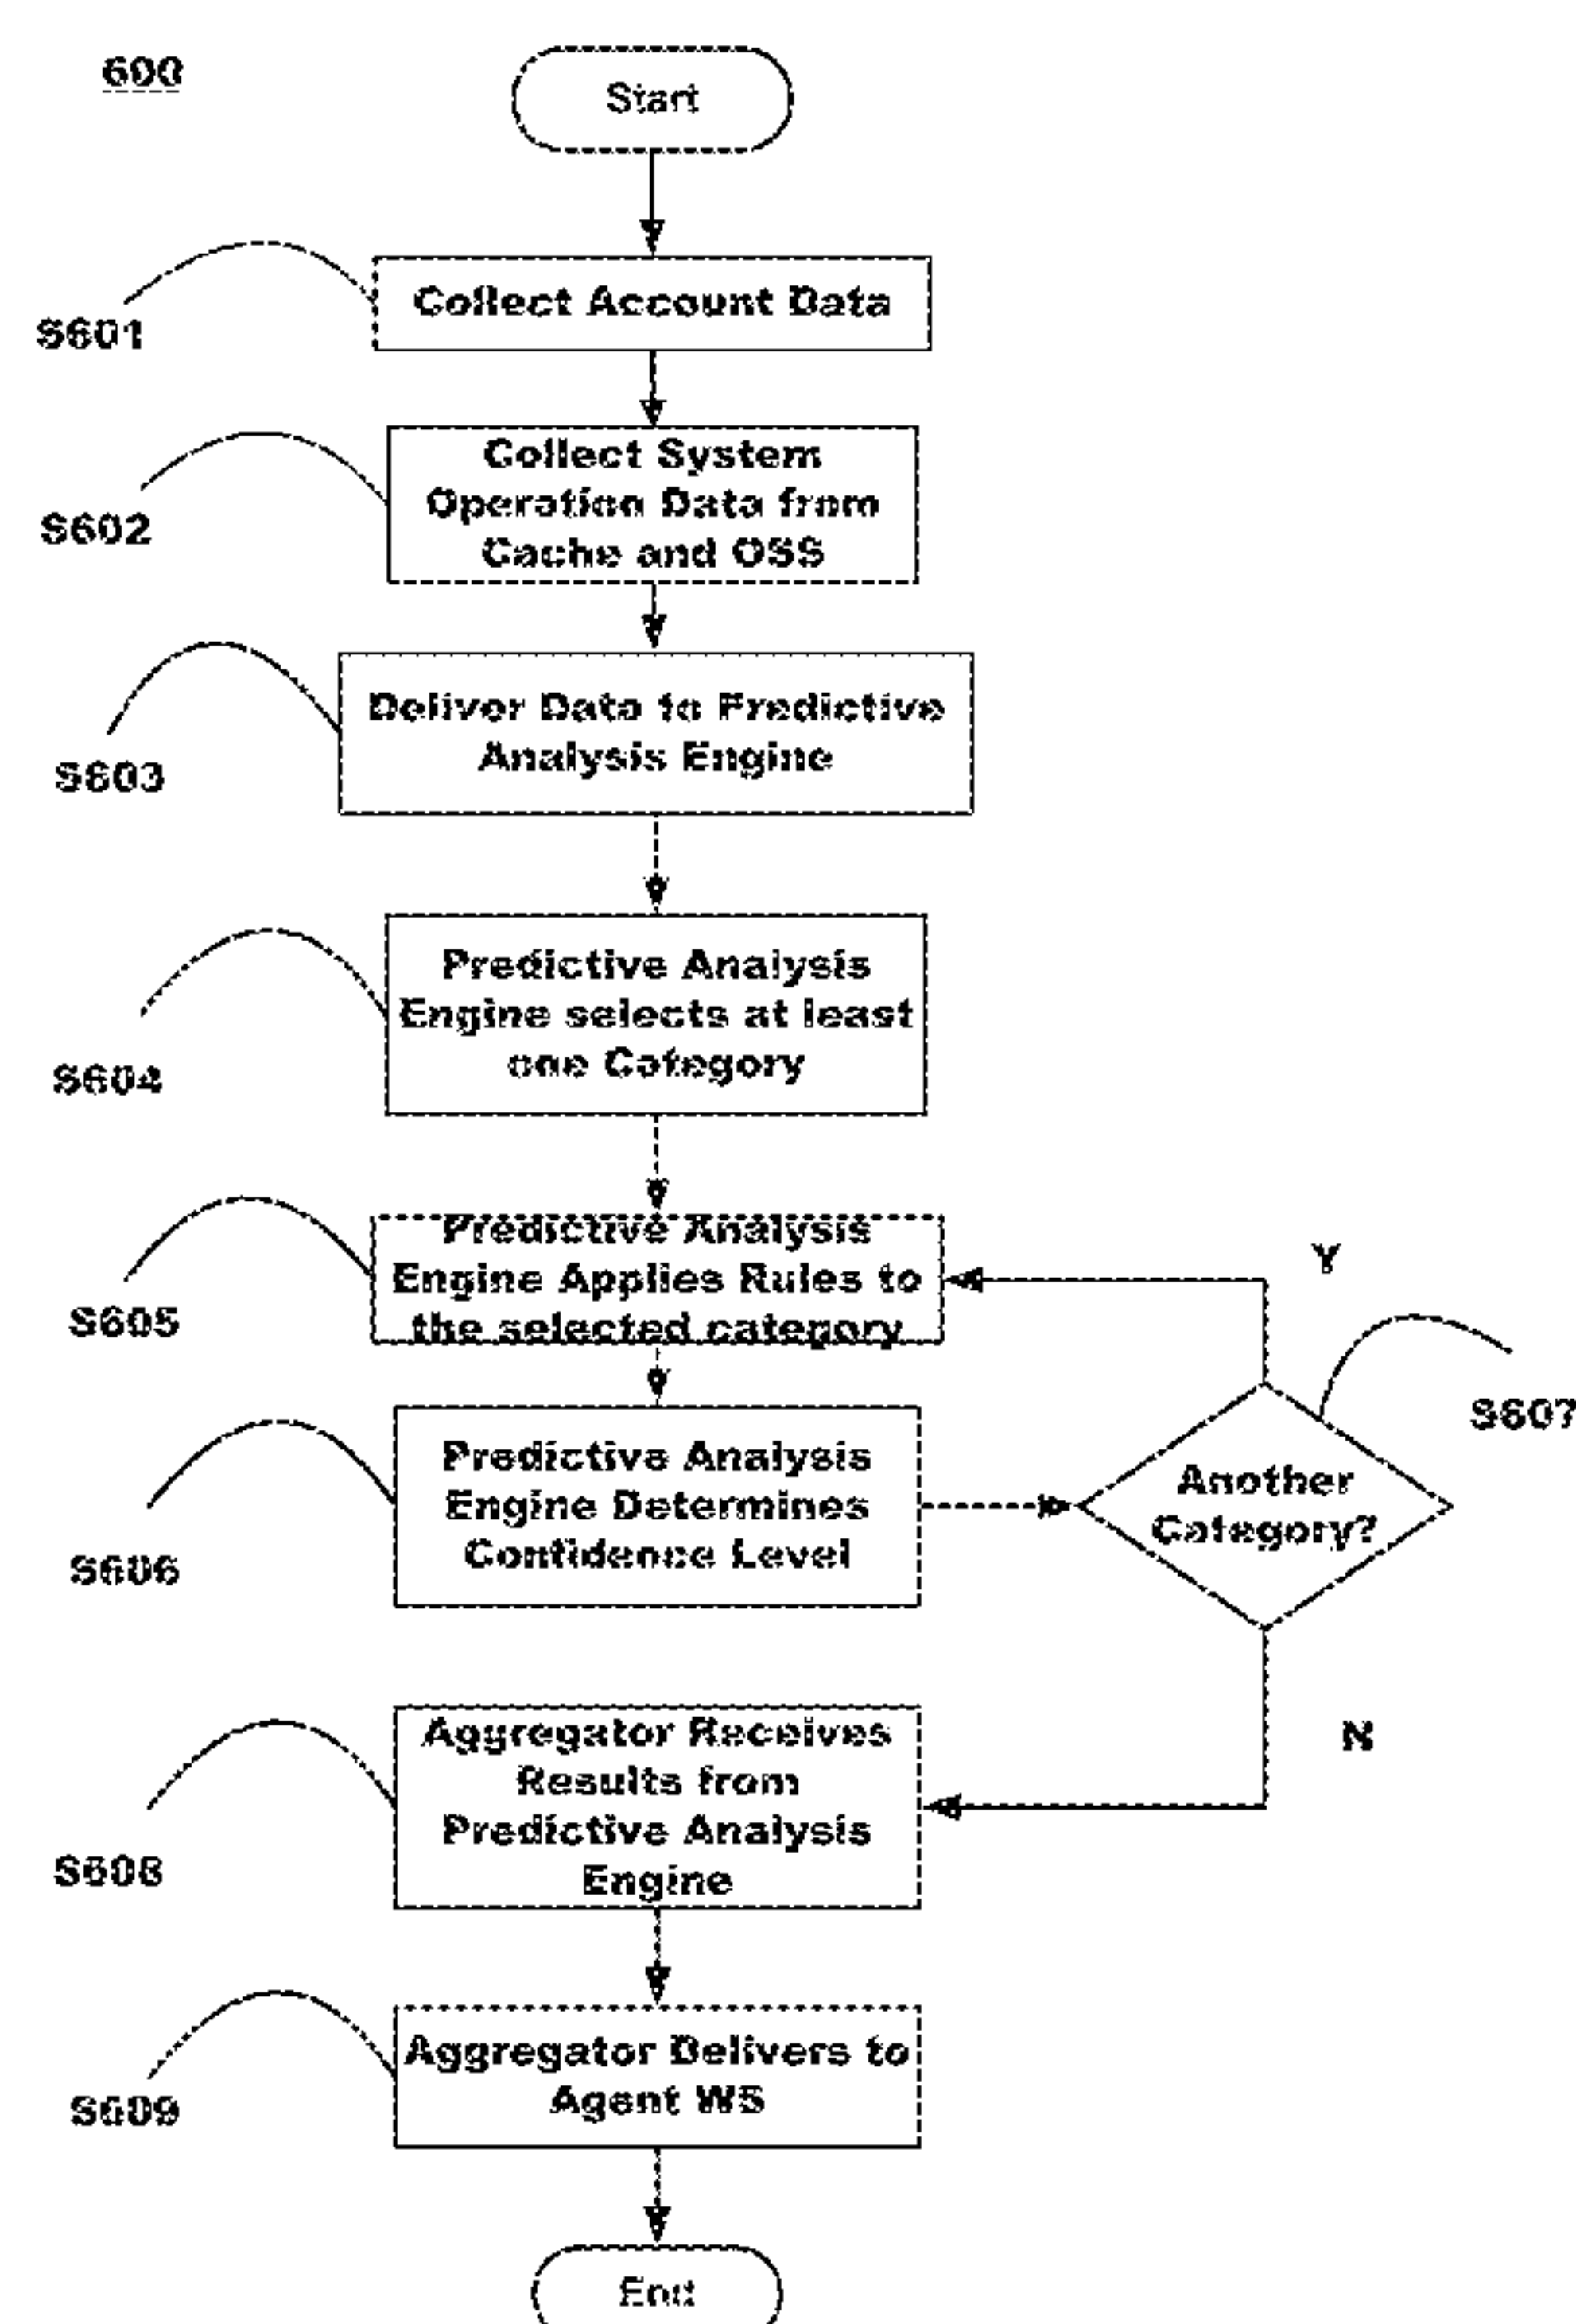 600
Start
Collect Account Data
S601
Collect System
Operation Data from
Cache and OSS
S602
Deliver Data to Predictive
Analysis Engine
S603
Predictive Analysis
Engine selects at least
one Category
S604
Predictive Analysis
Engine Applies Rules to
the selected category
S605
Y
S607
Predictive Analysis
Engine Determines
Confidence Level
S606
Another
Category?
N
Aggregator Receives
Results from
Predictive Analysis
Engine
S608
Aggregator Delivers to
Agent WS
S609
End